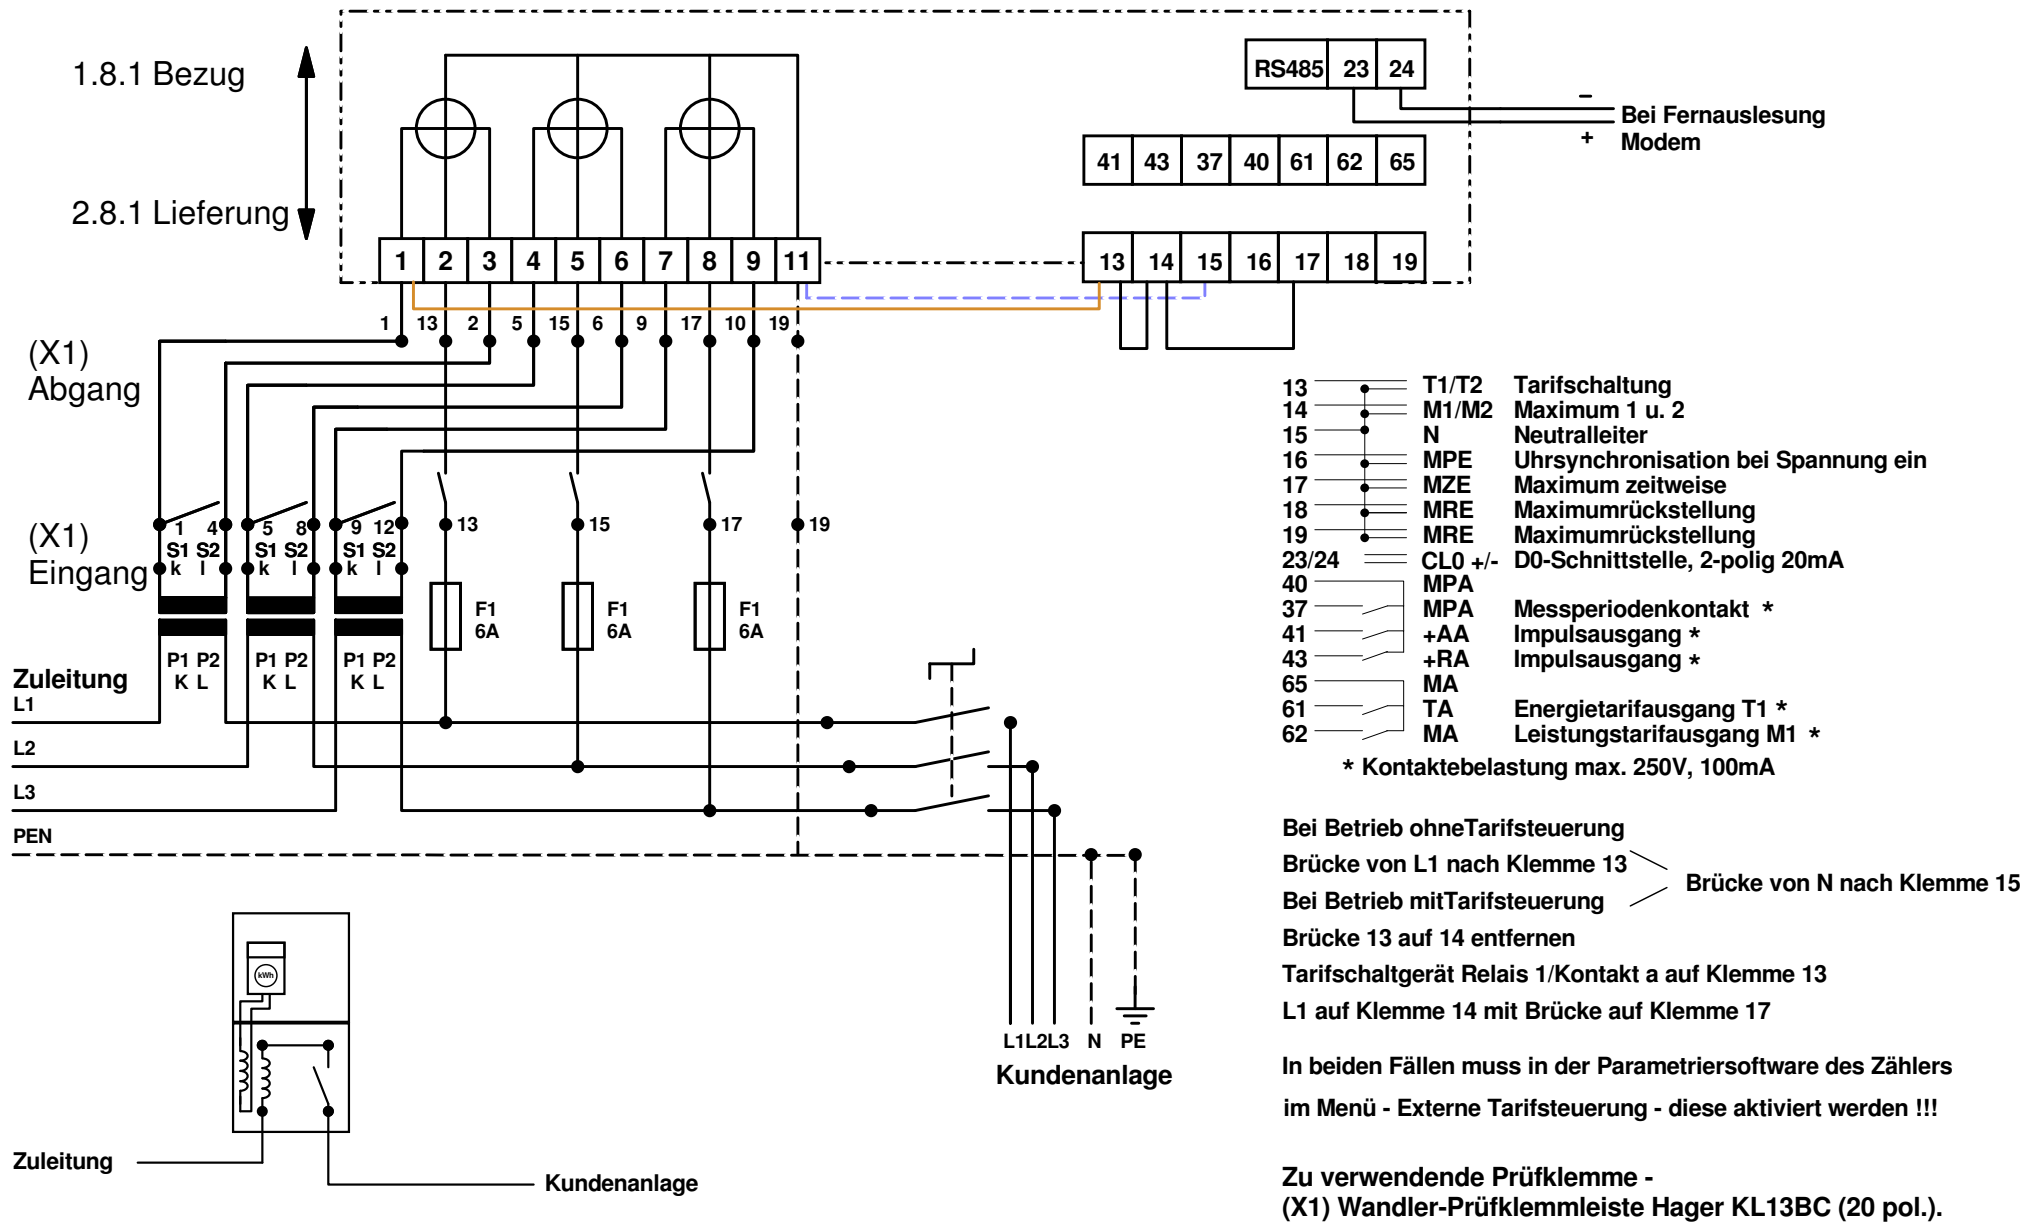 1.8.1 Bezug
2.8.1 Lieferung
RS485 23 24
–
Bei Fernauslesung
+
Modem
41 43 37 40 61 62 65
1 2 3 4 5 6 7 8 9 11
13 14 15 16 17 18 19
1 13 2 5 15 6 9 17 10 19
(X1)
Abgang
(X1)
Eingang
1 4 5 8 9 12 13 15 17 19
S1 S2 S1 S2 S1 S2
k l k l k l
F1 F1 F1
6A 6A 6A
P1 P2 P1 P2 P1 P2
K L K L K L
Zuleitung
L1
L2
L3
PEN
L1 L2 L3 N PE
Kundenanlage
kWh
Zuleitung
Kundenanlage
13 T1/T2 Tarifschaltung
14 M1/M2 Maximum 1 u. 2
15 N Neutralleiter
16 MPE Uhrsynchronisation bei Spannung ein
17 MZE Maximum zeitweise
18 MRE Maximumrückstellung
19 MRE Maximumrückstellung
23/24 CL0 +/- D0-Schnittstelle, 2-polig 20mA
40 MPA
37 MPA Messperiodenkontakt *
41 +AA Impulsausgang *
43 +RA Impulsausgang *
65 MA
61 TA Energietarifausgang T1 *
62 MA Leistungstarifausgang M1 *
* Kontaktebelastung max. 250V, 100mA
Bei Betrieb ohneTarifsteuerung
Brücke von L1 nach Klemme 13
Brücke von N nach Klemme 15
Bei Betrieb mitTarifsteuerung
Brücke 13 auf 14 entfernen
Tarifschaltgerät Relais 1/Kontakt a auf Klemme 13
L1 auf Klemme 14 mit Brücke auf Klemme 17
In beiden Fällen muss in der Parametriersoftware des Zählers
im Menü - Externe Tarifsteuerung - diese aktiviert werden !!!
Zu verwendende Prüfklemme -
(X1) Wandler-Prüfklemmleiste Hager KL13BC (20 pol.).